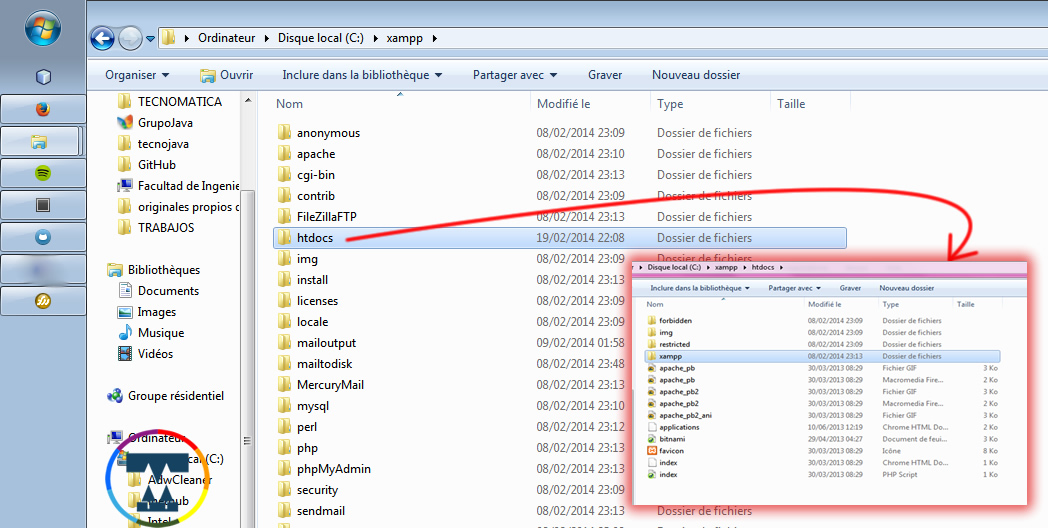 Ordinateur Disque local (C:) xampp
Organiser Ouvrir Inclure dans la bibliothèque Partager avec Graver Nouveau dossier
TECNOMATICA
GrupoJava
tecnojava
GitHub
Facultad de Ingenie
originales propios
TRABAJOS
Bibliothèques
Documents
Images
Musique
Vidéos
Groupe résidentiel
Ordinateur
(C:)
AdwCleaner
Intel
Nom Modifié le Type Taille
anonymous 08/02/2014 23:09 Dossier de fichiers
apache 08/02/2014 23:10 Dossier de fichiers
cgi-bin 08/02/2014 23:13 Dossier de fichiers
contrib 08/02/2014 23:09 Dossier de fichiers
FileZillaFTP 08/02/2014 23:13 Dossier de fichiers
htdocs 19/02/2014 22:08 Dossier de fichiers
img 08/02/2014 23:09 Dossier de fichiers
install 08/02/2014 23:13
licenses 08/02/2014 23:09
locale 08/02/2014 23:09
mailoutput 09/02/2014 01:58
mailtodisk 08/02/2014 23:48
MercuryMail 08/02/2014 23:13
mysql 08/02/2014 23:10
perl 08/02/2014 23:12
php 08/02/2014 23:13
phpMyAdmin 08/02/2014 23:13
security 08/02/2014 23:09
sendmail 08/02/2014 23:09
Disque local (C:) xampp htdocs
Inclure dans la bibliothèque Partager avec Graver Nouveau dossier
Nom Modifié le Type Taille
forbidden 08/02/2014 23:09 Dossier de fichiers
img 08/02/2014 23:09 Dossier de fichiers
restricted 08/02/2014 23:09 Dossier de fichiers
xampp 08/02/2014 23:13 Dossier de fichiers
apache_pb 30/03/2013 08:29 Fichier GIF 3 Ko
apache_pb 30/03/2013 08:29 Macromedia Fire... 2 Ko
apache_pb2 30/03/2013 08:29 Fichier GIF 3 Ko
apache_pb2 30/03/2013 08:29 Macromedia Fire... 2 Ko
apache_pb2_ani 30/03/2013 08:29 Fichier GIF 3 Ko
applications 10/06/2013 12:19 Chrome HTML Do... 2 Ko
bitnami 29/04/2013 04:27 Document de feui... 3 Ko
favicon 30/03/2013 08:29 Icône 8 Ko
index 30/03/2013 08:29 Chrome HTML Do... 1 Ko
index 30/03/2013 08:29 PHP Script 1 Ko